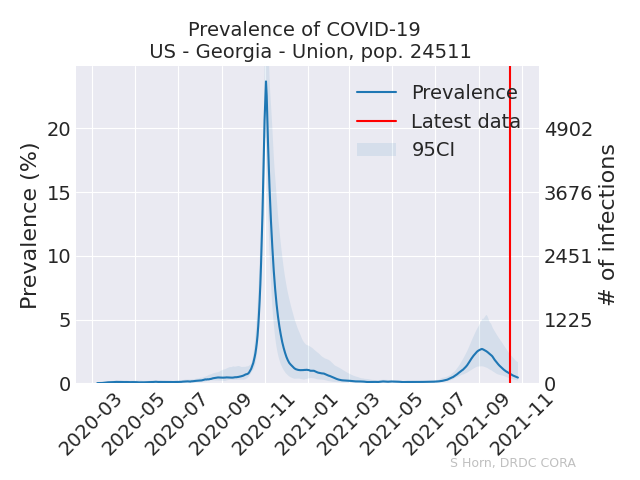 Prevalence of COVID-19
US - Georgia - Union, pop. 24511
Prevalence
Latest data
95CI
Prevalence (%)
20
15
10
5
0
4902
3676
2451
1225
0
# of infections
2020-03
2020-05
2020-07
2020-09
2020-11
2021-01
2021-03
2021-05
2021-07
2021-09
2021-11
S Horn, DRDC CORA